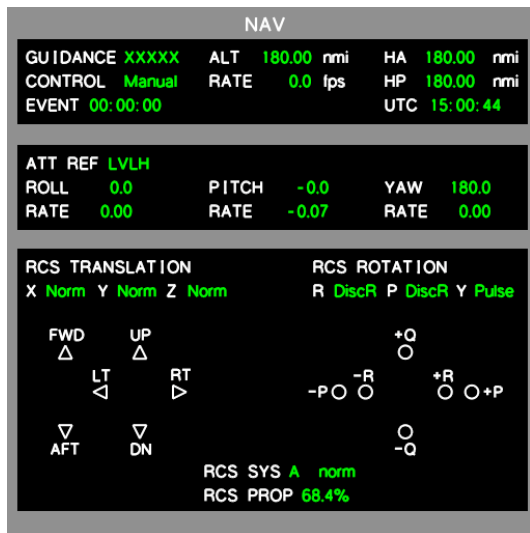 NAV
GUIDANCE XXXXX ALT 180.00 nmi HA 180.00 nmi
CONTROL Manual RATE 0.0 fps HP 180.00 nmi
EVENT 00:00:00 UTC 15:00:44
ATT REF LVLH
ROLL 0.0 PITCH -0.0 YAW 180.0
RATE 0.00 RATE -0.07 RATE 0.00
RCS TRANSLATION RCS ROTATION
X Norm Y Norm Z Norm R DiscR P DiscR Y Pulse
FWD UP +Q
LT RT -P -R +R +P
AFT DN -Q
RCS SYS A norm
RCS PROP 68.4%